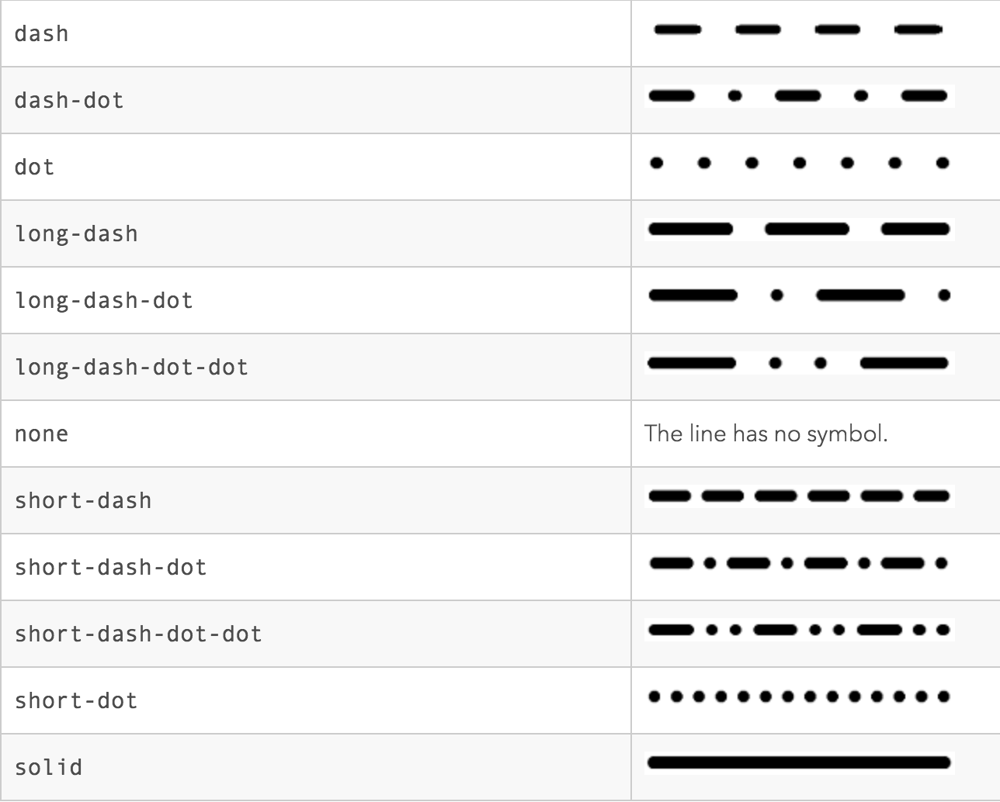 dash
dash-dot
dot
long-dash
long-dash-dot
long-dash-dot-dot
none
The line has no symbol.
short-dash
short-dash-dot
short-dash-dot-dot
short-dot
solid